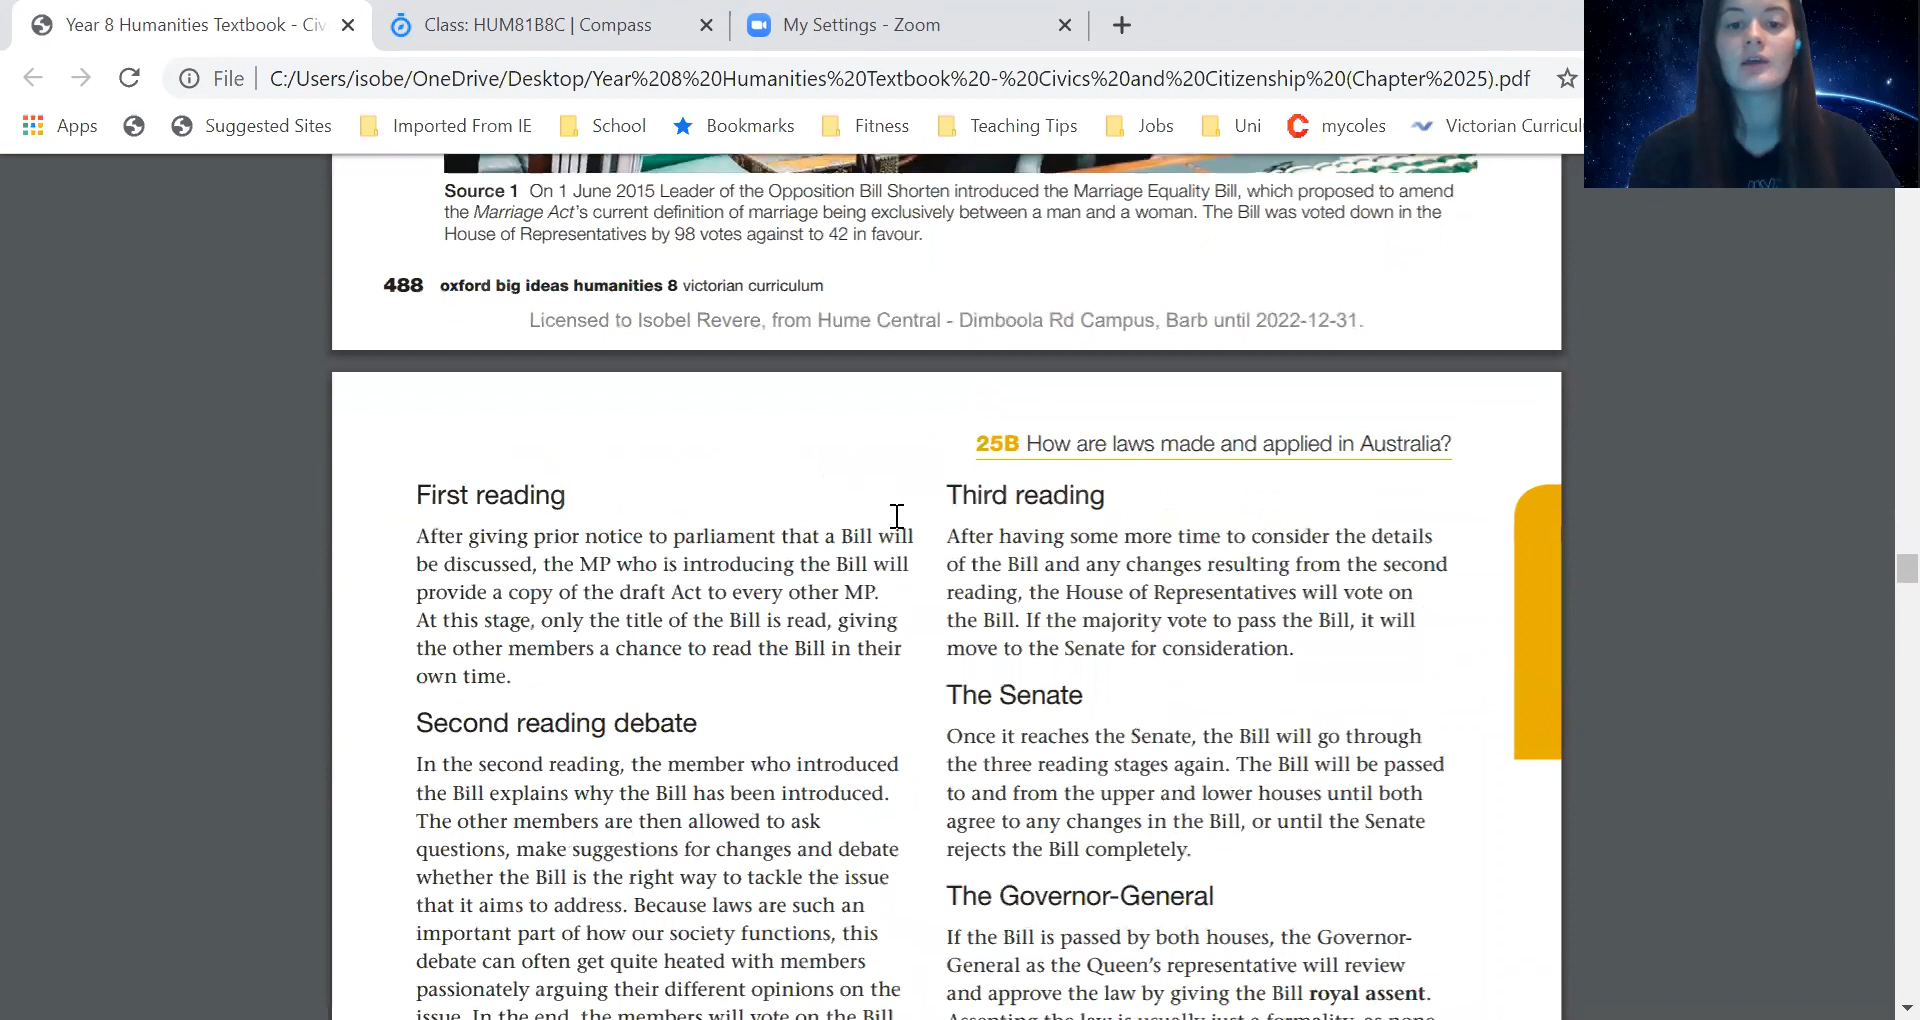 Year 8 Humanities Textbook - Civ
Class: HUM81B8C | Compass
My Settings - Zoom
File
C:/Users/isobe/OneDrive/Desktop/Year%208%20Humanities%20Textbook%20-%20Civics%20and%20Citizenship%20(Chapter%2025).pdf
Apps
Suggested Sites
Imported From IE
School
Bookmarks
Fitness
Teaching Tips
Jobs
Uni
mycoles
Victorian Curricul
Source 1 On 1 June 2015 Leader of the Opposition Bill Shorten introduced the Marriage Equality Bill, which proposed to amend
the Marriage Act's current definition of marriage being exclusively between a man and a woman. The Bill was voted down in the
House of Representatives by 98 votes against to 42 in favour.
488 oxford big ideas humanities 8 victorian curriculum
Licensed to Isobel Revere, from Hume Central - Dimboola Rd Campus, Barb until 2022-12-31.
25B How are laws made and applied in Australia?
First reading
After giving prior notice to parliament that a Bill will
be discussed, the MP who is introducing the Bill will
provide a copy of the draft Act to every other MP.
At this stage, only the title of the Bill is read, giving
the other members a chance to read the Bill in their
own time.
Second reading debate
In the second reading, the member who introduced
the Bill explains why the Bill has been introduced.
The other members are then allowed to ask
questions, make suggestions for changes and debate
whether the Bill is the right way to tackle the issue
that it aims to address. Because laws are such an
important part of how our society functions, this
debate can often get quite heated with members
passionately arguing their different opinions on the
issue. In the end, the members will vote on the Bill
Third reading
After having some more time to consider the details
of the Bill and any changes resulting from the second
reading, the House of Representatives will vote on
the Bill. If the majority vote to pass the Bill, it will
move to the Senate for consideration.
The Senate
Once it reaches the Senate, the Bill will go through
the three reading stages again. The Bill will be passed
to and from the upper and lower houses until both
agree to any changes in the Bill, or until the Senate
rejects the Bill completely.
The Governor-General
If the Bill is passed by both houses, the Governor-
General as the Queen's representative will review
and approve the law by giving the Bill royal assent.
Assenting the law is usually just a formality, as none